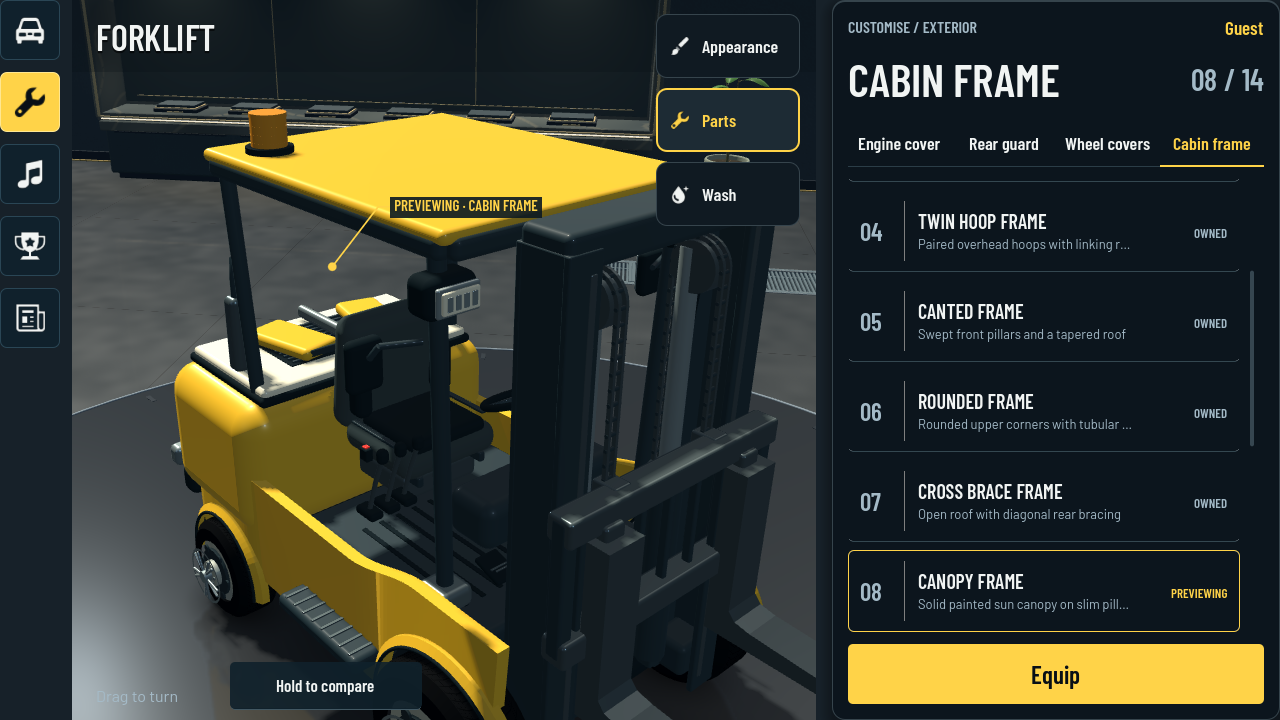 FORKLIFT
Appearance
Parts
Wash
PREVIEWING · CABIN FRAME
Drag to turn
Hold to compare
CUSTOMISE / EXTERIOR
Guest
CABIN FRAME
08 / 14
Engine cover
Rear guard
Wheel covers
Cabin frame
04
TWIN HOOP FRAME
Paired overhead hoops with linking r...
OWNED
05
CANTED FRAME
Swept front pillars and a tapered roof
OWNED
06
ROUNDED FRAME
Rounded upper corners with tubular ...
OWNED
07
CROSS BRACE FRAME
Open roof with diagonal rear bracing
OWNED
08
CANOPY FRAME
Solid painted sun canopy on slim pill...
PREVIEWING
Equip